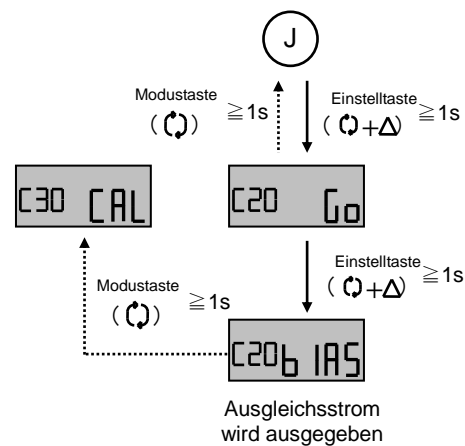 J
Modustaste
( ) ≧1s
Einstelltaste
( +Δ) ≧1s
C30 CAL
C20 Go
Einstelltaste
( +Δ) ≧1s
Modustaste
( ) ≧1s
C20 bIAS
Ausgleichsstrom
wird ausgegeben